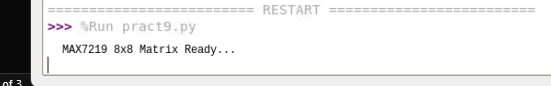 ========================= RESTART =========================
>>> %Run pract9.py
MAX7219 8x8 Matrix Ready...
of 3